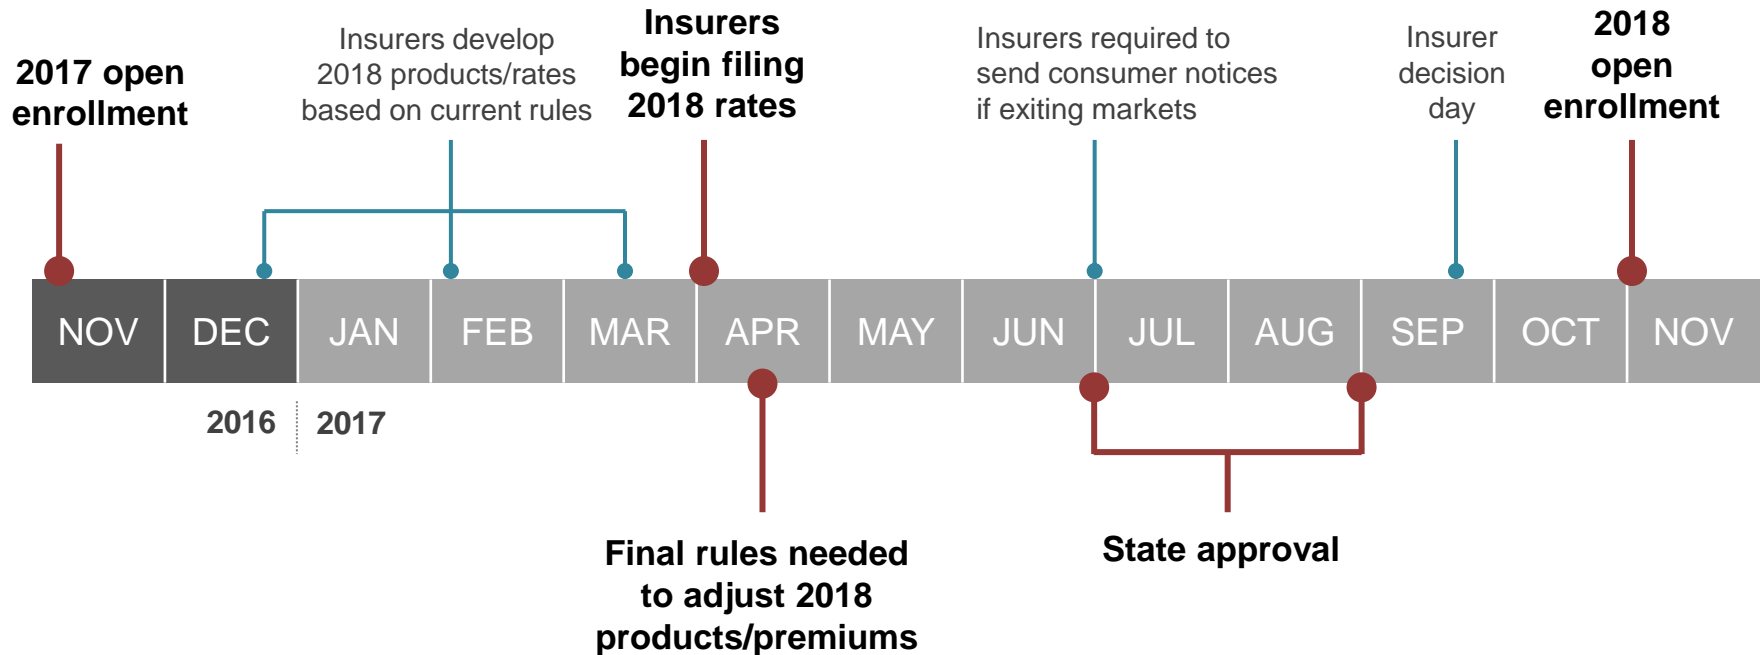 2017 open
enrollment
Insurers develop
2018 products/rates
based on current rules
Insurers
begin filing
2018 rates
Insurers required to
send consumer notices
if exiting markets
Insurer
decision
day
2018
open
enrollment
NOV DEC JAN FEB MAR APR MAY JUN JUL AUG SEP OCT NOV
2016 2017
Final rules needed
to adjust 2018
products/premiums
State approval